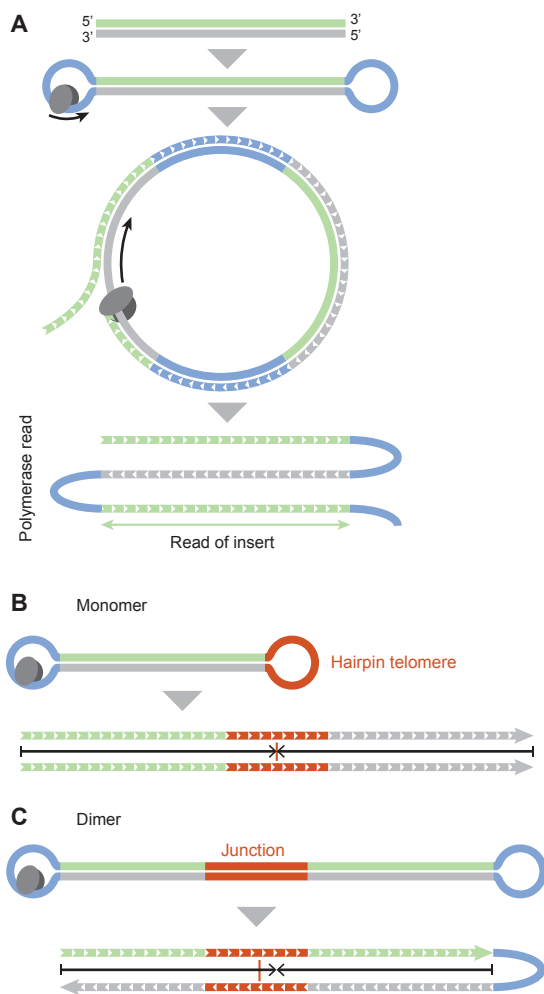 A
5’ 3’
3’ 5’
Polymerase read
Read of insert
B Monomer
Hairpin telomere
C Dimer
Junction